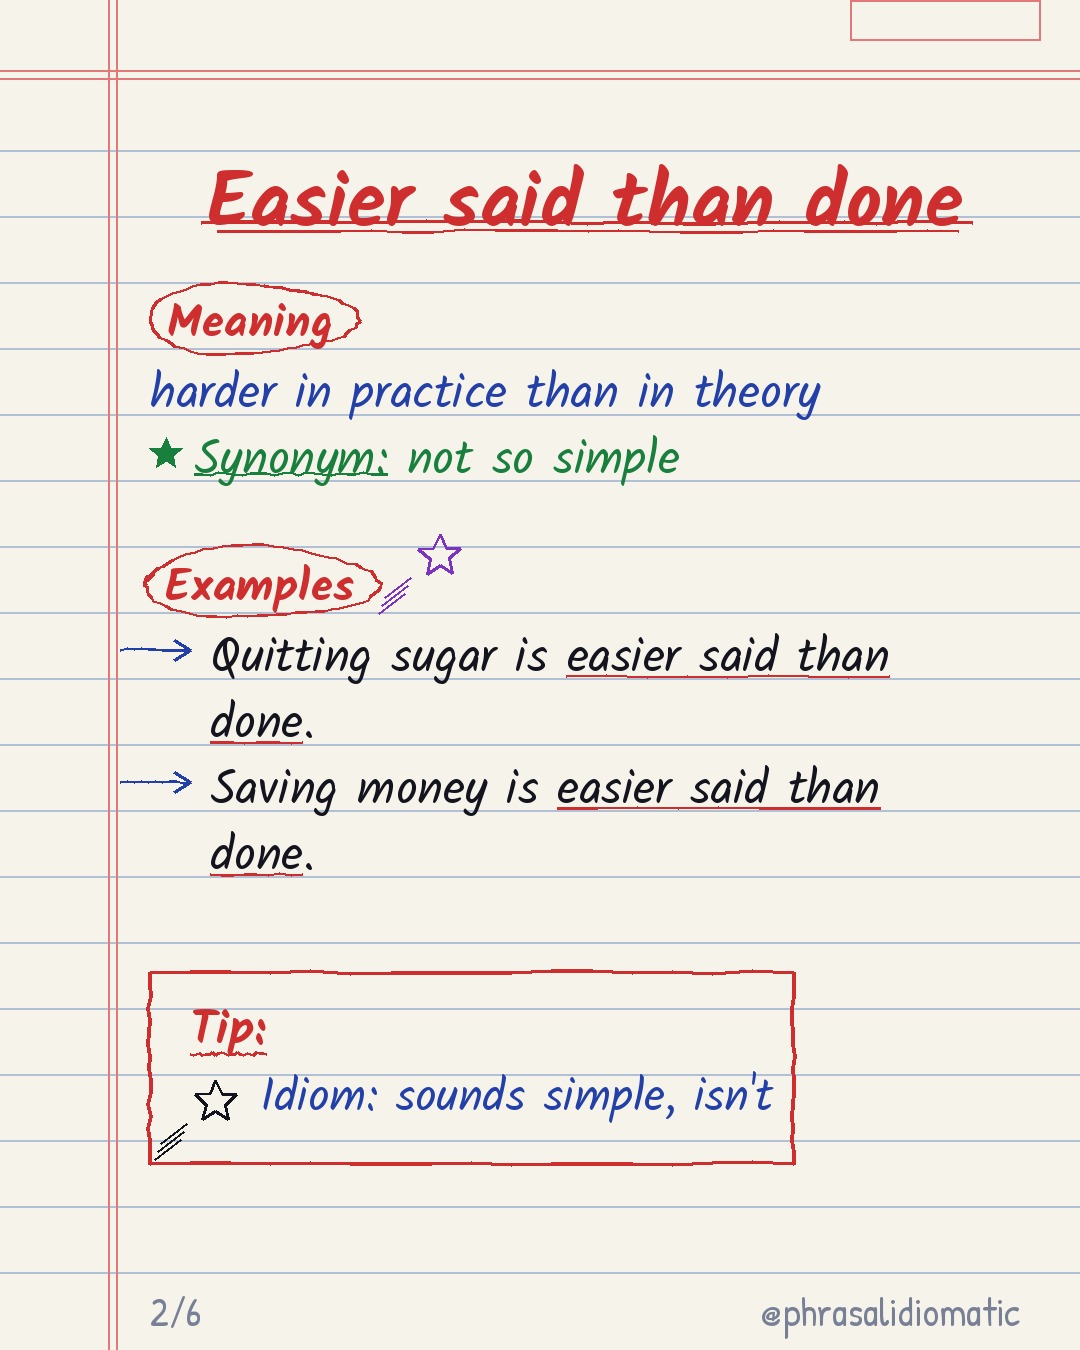 Easier said than done
Meaning
harder in practice than in theory
★ Synonym: not so simple
Examples
→ Quitting sugar is easier said than
done.
→ Saving money is easier said than
done.
Tip:
Idiom: sounds simple, isn't
2/6
@phrasalidiomatic